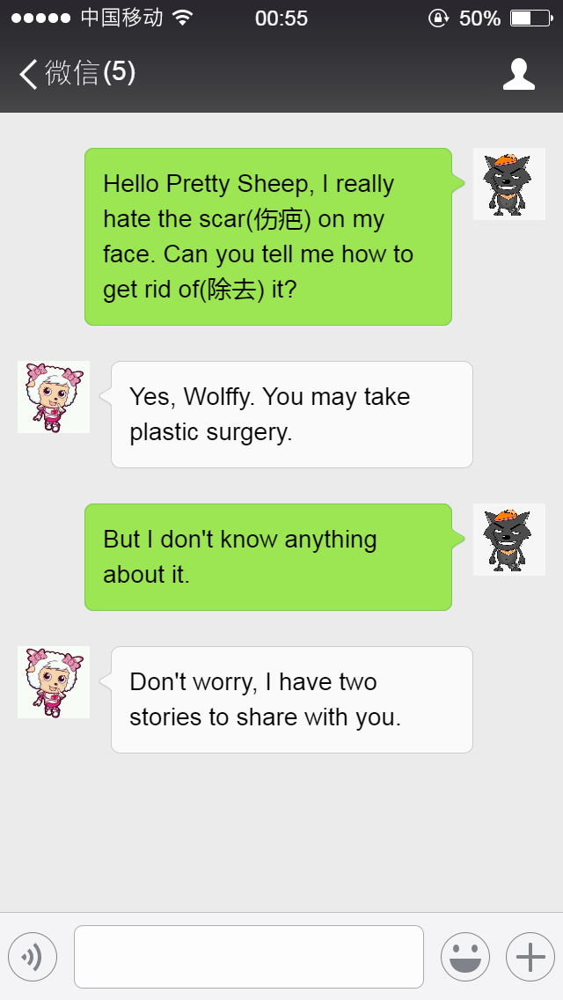 中国移动 00:55 50%
微信(5)
Hello Pretty Sheep, I really
hate the scar(伤疤) on my
face. Can you tell me how to
get rid of(除去) it?
Yes, Wolffy. You may take
plastic surgery.
But I don't know anything
about it.
Don't worry, I have two
stories to share with you.